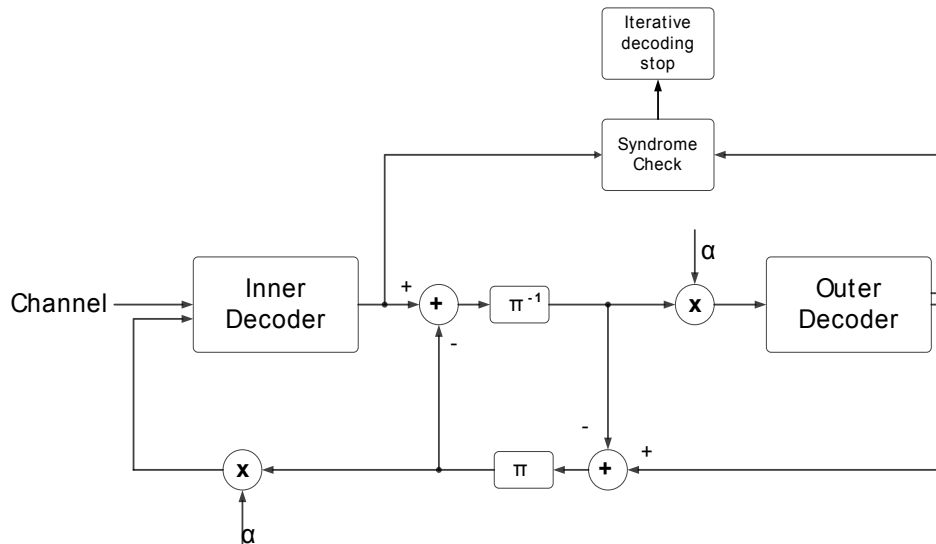 Iterative
decoding
stop
Syndrome
Check
α
Channel
Inner
Decoder
+
+
-
π⁻¹
x
Outer
Decoder
-
+
+
π
x
α